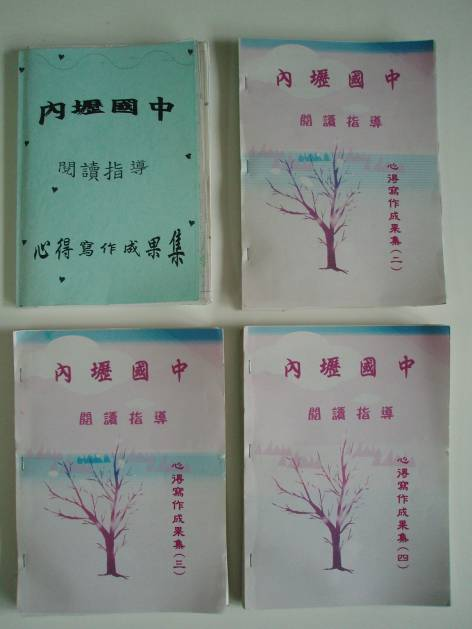 內壢國中
閱讀指導
心得寫作成果集
內壢國中
閱讀指導
心得寫作成果集(二)
內壢國中
閱讀指導
心得寫作成果集(三)
內壢國中
閱讀指導
心得寫作成果集(四)